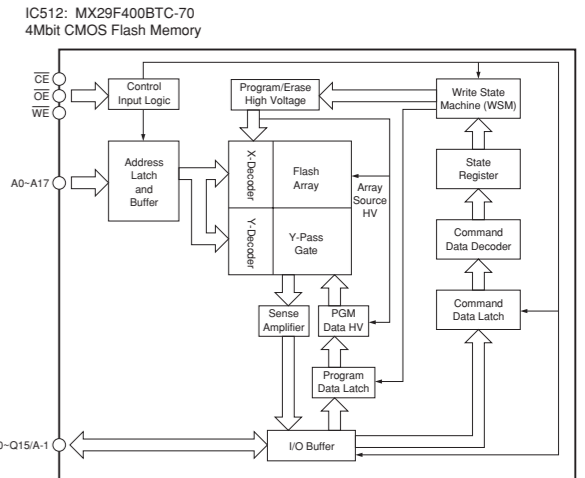 IC512: MX29F400BTC-70
4Mbit CMOS Flash Memory
CE
OE
WE
Control
Input Logic
Program/Erase
High Voltage
Write State
Machine (WSM)
A0~A17
Address
Latch
and
Buffer
X-Decoder
Flash
Array
Array
Source
HV
State
Register
Y-Decoder
Y-Pass
Gate
Command
Data Decoder
Sense
Amplifier
PGM
Data HV
Command
Data Latch
Program
Data Latch
0~Q15/A-1
I/O Buffer